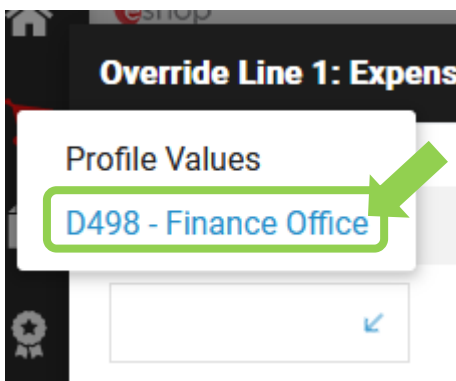 eshop
Override Line 1: Expens
Profile Values
D498 - Finance Office